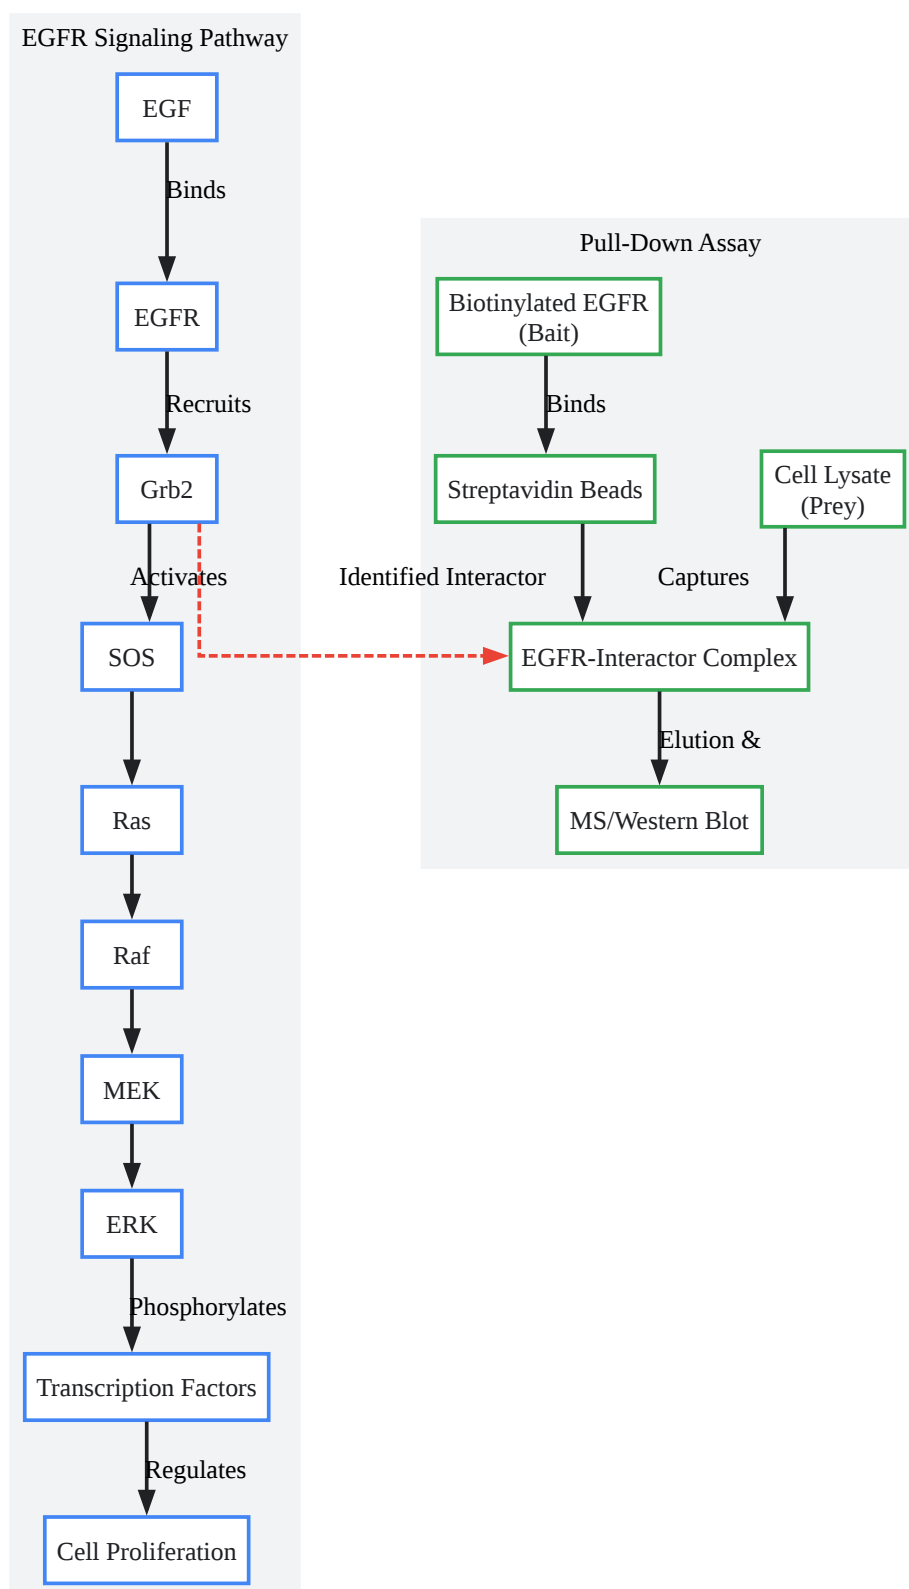 EGFR Signaling Pathway
EGF
Binds
EGFR
Recruits
Grb2
Activates
SOS
Ras
Raf
MEK
ERK
Phosphorylates
Transcription Factors
Regulates
Cell Proliferation
Identified Interactor
Pull-Down Assay
Biotinylated EGFR
(Bait)
Binds
Streptavidin Beads
Cell Lysate
(Prey)
Captures
EGFR-Interactor Complex
Elution &
MS/Western Blot